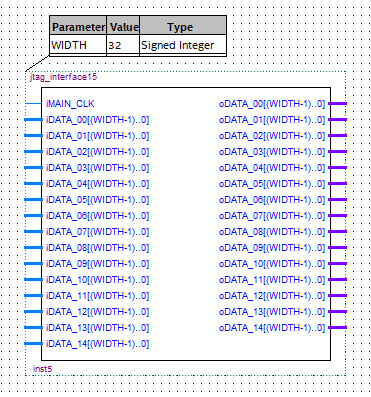 Parameter Value Type
WIDTH 32 Signed Integer
jtag_interface15
iMAIN_CLK oDATA_00[(WIDTH-1)..0]
iDATA_00[(WIDTH-1)..0] oDATA_01[(WIDTH-1)..0]
iDATA_01[(WIDTH-1)..0] oDATA_02[(WIDTH-1)..0]
iDATA_02[(WIDTH-1)..0] oDATA_03[(WIDTH-1)..0]
iDATA_03[(WIDTH-1)..0] oDATA_04[(WIDTH-1)..0]
iDATA_04[(WIDTH-1)..0] oDATA_05[(WIDTH-1)..0]
iDATA_05[(WIDTH-1)..0] oDATA_06[(WIDTH-1)..0]
iDATA_06[(WIDTH-1)..0] oDATA_07[(WIDTH-1)..0]
iDATA_07[(WIDTH-1)..0] oDATA_08[(WIDTH-1)..0]
iDATA_08[(WIDTH-1)..0] oDATA_09[(WIDTH-1)..0]
iDATA_09[(WIDTH-1)..0] oDATA_10[(WIDTH-1)..0]
iDATA_10[(WIDTH-1)..0] oDATA_11[(WIDTH-1)..0]
iDATA_11[(WIDTH-1)..0] oDATA_12[(WIDTH-1)..0]
iDATA_12[(WIDTH-1)..0] oDATA_13[(WIDTH-1)..0]
iDATA_13[(WIDTH-1)..0] oDATA_14[(WIDTH-1)..0]
iDATA_14[(WIDTH-1)..0]
inst5